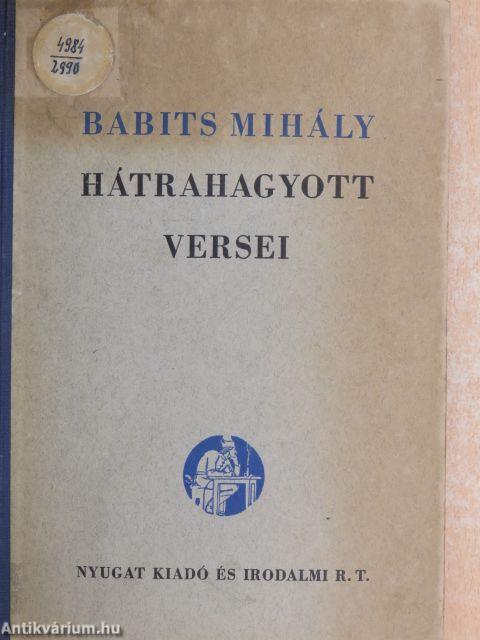 4984
2990
BABITS MIHÁLY
HÁTRAHAGYOTT
VERSEI
NYUGAT KIADÓ ÉS IRODALMI R. T.
Antikvárium.hu